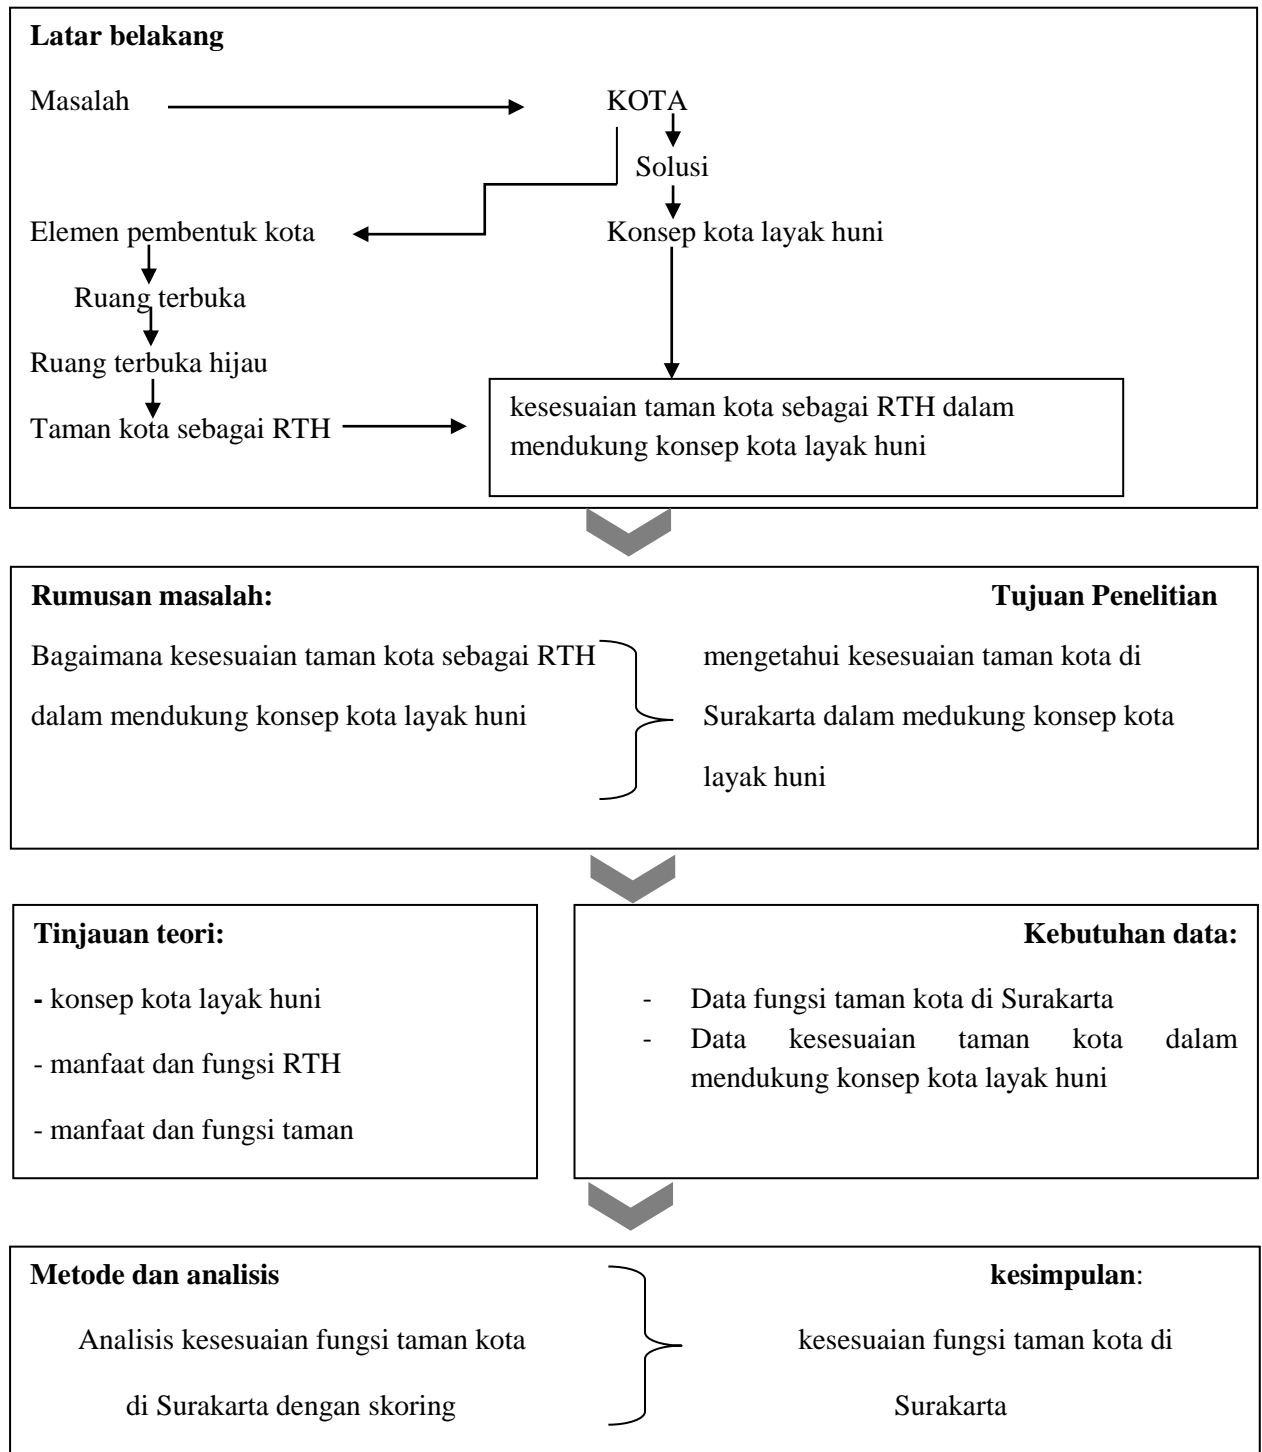 Latar belakang
Masalah
KOTA
Solusi
Elemen pembentuk kota
Konsep kota layak huni
Ruang terbuka
Ruang terbuka hijau
Taman kota sebagai RTH
kesesuaian taman kota sebagai RTH dalam
mendukung konsep kota layak huni
Rumusan masalah:
Bagaimana kesesuaian taman kota sebagai RTH
dalam mendukung konsep kota layak huni
Tujuan Penelitian
mengetahui kesesuaian taman kota di
Surakarta dalam medukung konsep kota
layak huni
Tinjauan teori:
- konsep kota layak huni
- manfaat dan fungsi RTH
- manfaat dan fungsi taman
Kebutuhan data:
- Data fungsi taman kota di Surakarta
- Data kesesuaian taman kota dalam
mendukung konsep kota layak huni
Metode dan analisis
Analisis kesesuaian fungsi taman kota
di Surakarta dengan skoring
kesimpulan:
kesesuaian fungsi taman kota di
Surakarta